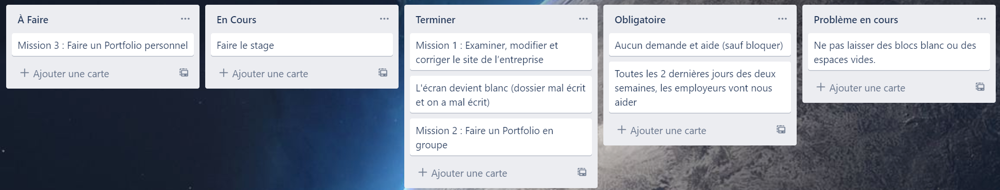 À Faire
Mission 3 : Faire un Portfolio personnel
Ajouter une carte
En Cours
Faire le stage
Ajouter une carte
Terminer
Mission 1 : Examiner, modifier et
corriger le site de l’entreprise
L'écran devient blanc (dossier mal écrit
et on a mal écrit)
Mission 2 : Faire un Portfolio en
groupe
Ajouter une carte
Obligatoire
Aucun demande et aide (sauf bloquer)
Toutes les 2 dernières jours des deux
semaines, les employeurs vont nous
aider
Ajouter une carte
Problème en cours
Ne pas laisser des blocs blanc ou des
espaces vides.
Ajouter une carte